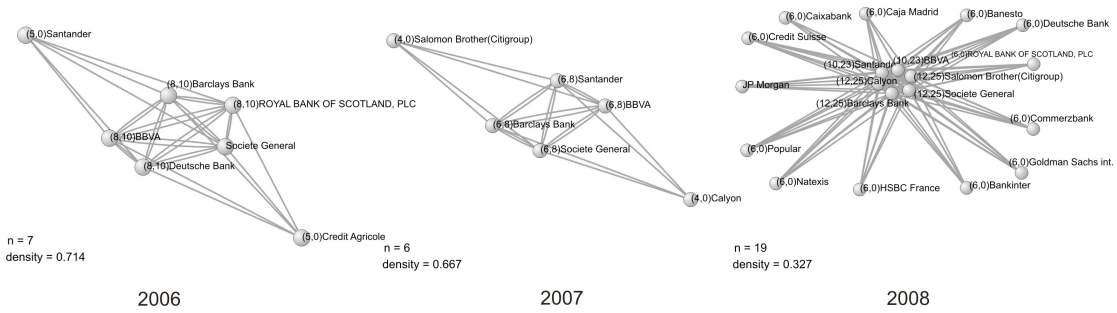 (5,0)Santander
(8,10)Barclays Bank
(8,10)ROYAL BANK OF SCOTLAND, PLC
(8,10)BBVA
Societe General
(8,10)Deutsche Bank
(5,0)Credit Agricole
n = 7
density = 0.714
2006
(4,0)Salomon Brother(Citigroup)
(6,8)Santander
(6,8)BBVA
(6,8)Barclays Bank
(6,8)Societe General
(4,0)Calyon
n = 6
density = 0.667
2007
(6,0)Caixabank
(6,0)Caja Madrid
(6,0)Banesto
(6,0)Deutsche Bank
(6,0)Credit Suisse
(6,0)ROYAL BANK OF SCOTLAND, PLC
(10,23)Santander
(10,23)BBVA
(12,25)Salomon Brother(Citigroup)
(12,25)Calyon
JP Morgan
(12,25)Societe General
(12,25)Barclays Bank
(6,0)Commerzbank
(6,0)Popular
(6,0)Goldman Sachs int.
(6,0)Natexis
(6,0)HSBC France
(6,0)Bankinter
n = 19
density = 0.327
2008